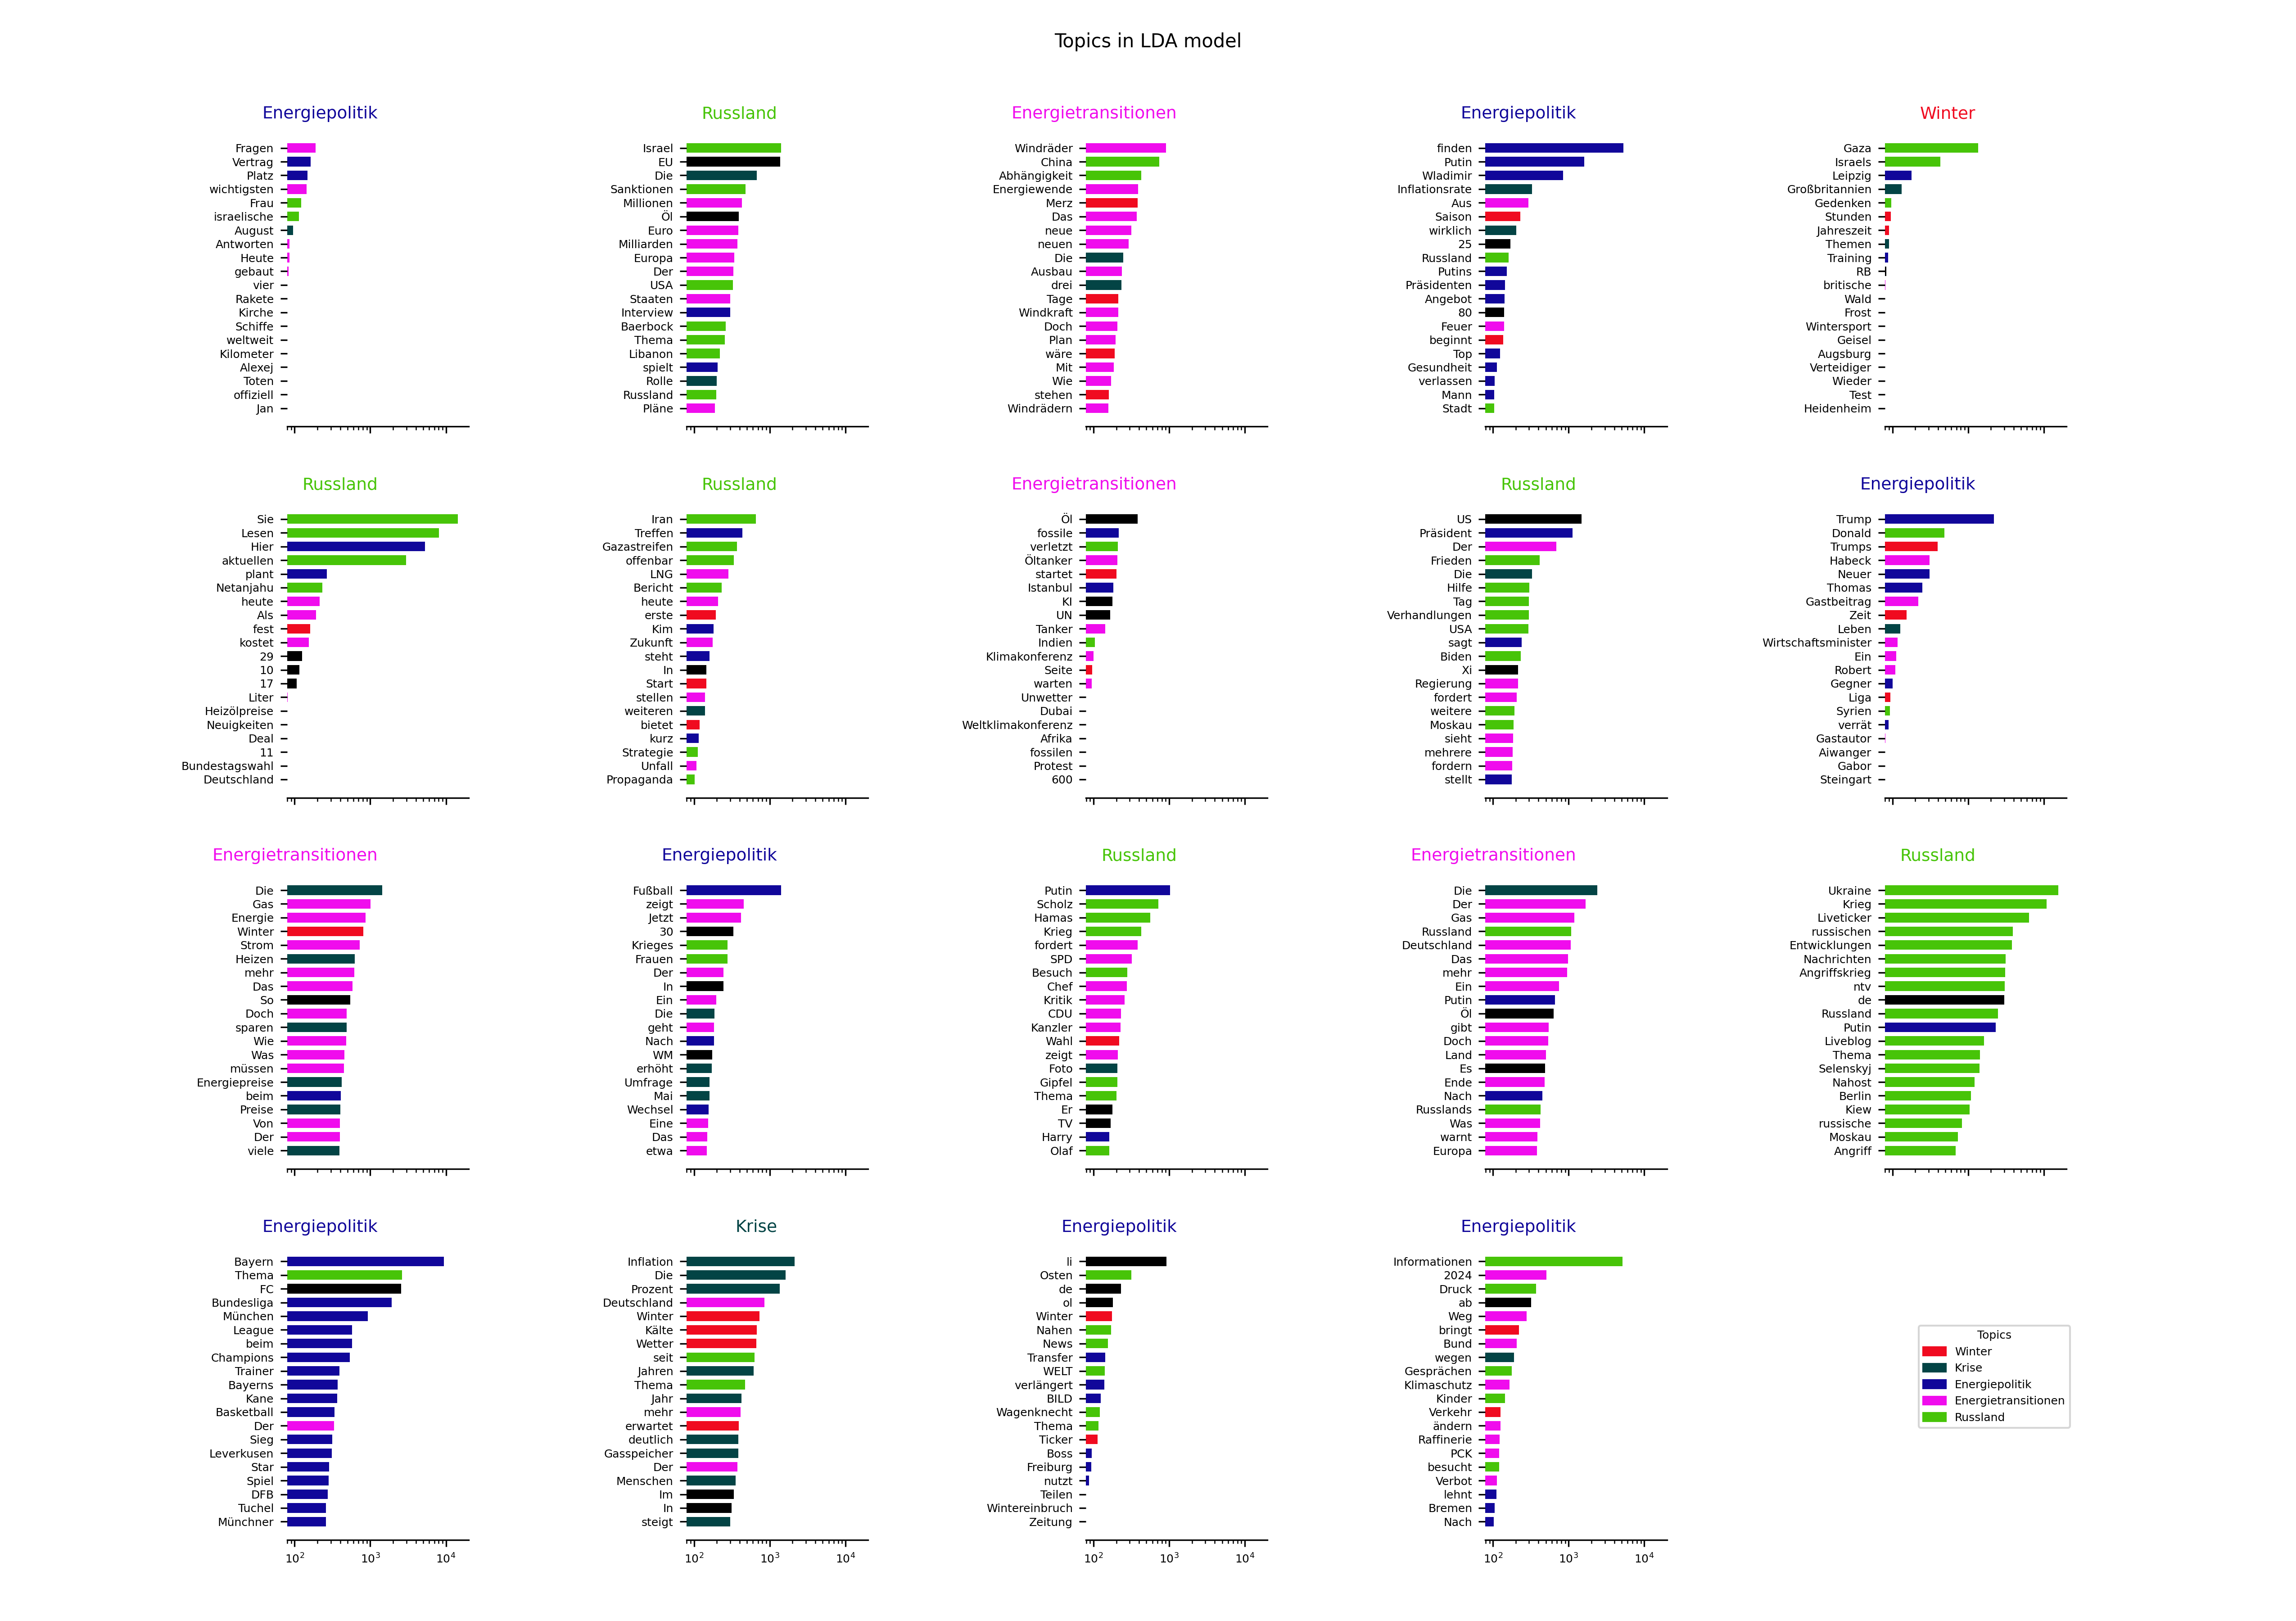 Topics in LDA model
Energiepolitik
Fragen
Vertrag
Platz
wichtigsten
Frau
israelische
August
Antworten
Heute
gebaut
vier
Rakete
Kirche
Schiffe
weltweit
Kilometer
Alexej
Toten
offiziell
Jan
Russland
Israel
EU
Die
Sanktionen
Millionen
Öl
Euro
Milliarden
Europa
Der
USA
Staaten
Interview
Baerbock
Thema
Libanon
spielt
Rolle
Russland
Pläne
Energietransitionen
Windräder
China
Abhängigkeit
Energiewende
Merz
Das
neue
neuen
Die
Ausbau
drei
Tage
Windkraft
Doch
Plan
wäre
Mit
Wie
stehen
Windrädern
Energiepolitik
finden
Putin
Wladimir
Inflationsrate
Aus
Saison
wirklich
25
Russland
Putins
Präsidenten
Angebot
80
Feuer
beginnt
Top
Gesundheit
verlassen
Mann
Stadt
Winter
Gaza
Israels
Leipzig
Großbritannien
Gedenken
Stunden
Jahreszeit
Themen
Training
RB
britische
Wald
Frost
Wintersport
Geisel
Augsburg
Verteidiger
Wieder
Test
Heidenheim
Russland
Sie
Lesen
Hier
aktuellen
plant
Netanjahu
heute
Als
fest
kostet
29
10
17
Liter
Heizölpreise
Neuigkeiten
Deal
11
Bundestagswahl
Deutschland
Russland
Iran
Treffen
Gazastreifen
offenbar
LNG
Bericht
heute
erste
Kim
Zukunft
steht
In
Start
stellen
weiteren
bietet
kurz
Strategie
Unfall
Propaganda
Energietransitionen
Öl
fossile
verletzt
Öltanker
startet
Istanbul
KI
UN
Tanker
Indien
Klimakonferenz
Seite
warten
Unwetter
Dubai
Weltklimakonferenz
Afrika
fossilen
Protest
600
Russland
US
Präsident
Der
Frieden
Die
Hilfe
Tag
Verhandlungen
USA
sagt
Biden
Xi
Regierung
fordert
weitere
Moskau
sieht
mehrere
fordern
stellt
Energiepolitik
Trump
Donald
Trumps
Habeck
Neuer
Thomas
Gastbeitrag
Zeit
Leben
Wirtschaftsminister
Ein
Robert
Gegner
Liga
Syrien
verrät
Gastautor
Aiwanger
Gabor
Steingart
Energietransitionen
Die
Gas
Energie
Winter
Strom
Heizen
mehr
Das
So
Doch
sparen
Wie
Was
müssen
Energiepreise
beim
Preise
Von
Der
viele
Energiepolitik
Fußball
zeigt
Jetzt
30
Krieges
Frauen
Der
In
Ein
Die
geht
Nach
WM
erhöht
Umfrage
Mai
Wechsel
Eine
Das
etwa
Russland
Putin
Scholz
Hamas
Krieg
fordert
SPD
Besuch
Chef
Kritik
CDU
Kanzler
Wahl
zeigt
Foto
Gipfel
Thema
Er
TV
Harry
Olaf
Energietransitionen
Die
Der
Gas
Russland
Deutschland
Das
mehr
Ein
Putin
Öl
gibt
Doch
Land
Es
Ende
Nach
Russlands
Was
warnt
Europa
Russland
Ukraine
Krieg
Liveticker
russischen
Entwicklungen
Nachrichten
Angriffskrieg
ntv
de
Russland
Putin
Liveblog
Thema
Selenskyj
Nahost
Berlin
Kiew
russische
Moskau
Angriff
Energiepolitik
Bayern
Thema
FC
Bundesliga
München
League
beim
Champions
Trainer
Bayerns
Kane
Basketball
Der
Sieg
Leverkusen
Star
Spiel
DFB
Tuchel
Münchner
10² 10³ 10⁴
Krise
Inflation
Die
Prozent
Deutschland
Winter
Kälte
Wetter
seit
Jahren
Thema
Jahr
mehr
erwartet
deutlich
Gasspeicher
Der
Menschen
Im
In
steigt
10² 10³ 10⁴
Energiepolitik
li
Osten
de
ol
Winter
Nahen
News
Transfer
WELT
verlängert
BILD
Wagenknecht
Thema
Ticker
Boss
Freiburg
nutzt
Teilen
Wintereinbruch
Zeitung
10² 10³ 10⁴
Energiepolitik
Informationen
2024
Druck
ab
Weg
bringt
Bund
wegen
Gesprächen
Klimaschutz
Kinder
Verkehr
ändern
Raffinerie
PCK
besucht
Verbot
lehnt
Bremen
Nach
10² 10³ 10⁴
Topics
Winter
Krise
Energiepolitik
Energietransitionen
Russland